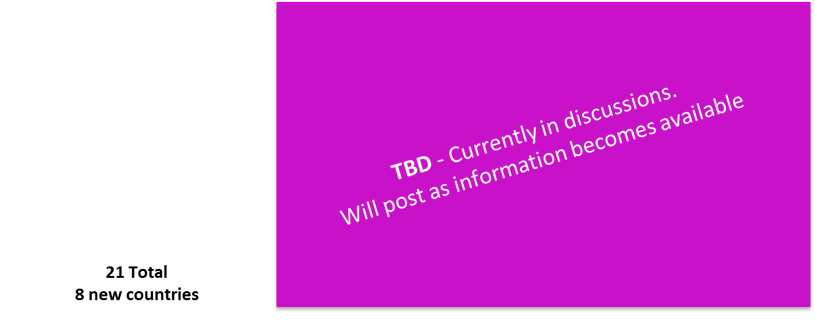 TBD - Currently in discussions.
Will post as information becomes available
21 Total
8 new countries